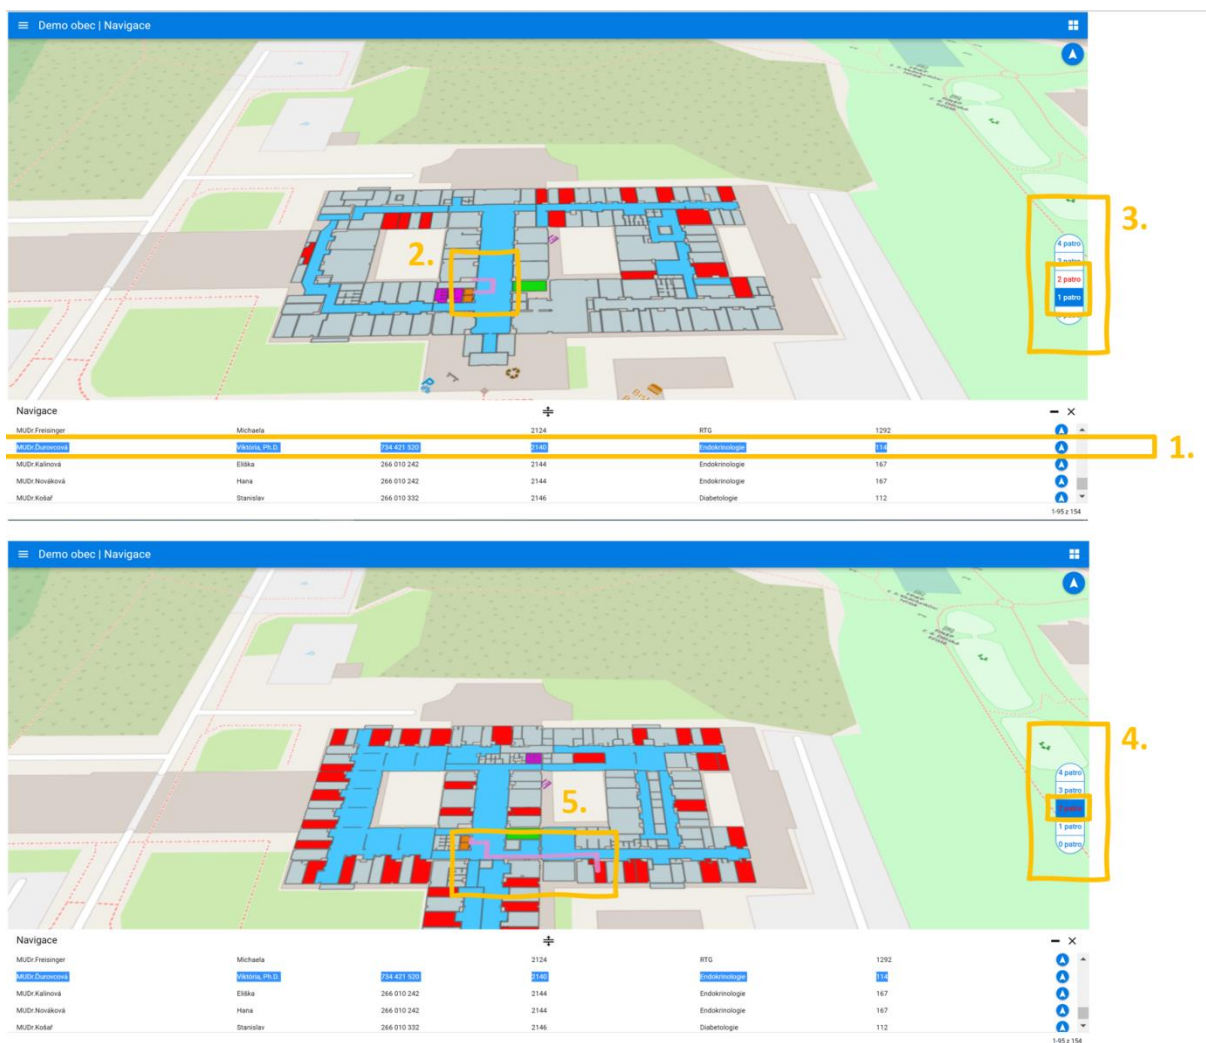 Demo obec | Navigace
3.
4 patro
2.
2 patro
1 patro
Navigace
MUDr.Freisinger Michaela 2124 RTG 1292
MUDr.Ďurovcová Viktória, Ph.D. 734 421 520 2140 Endokrinologie 114
1.
MUDr.Kalinová Eliška 266 010 242 2144 Endokrinologie 167
MUDr.Nováková Hana 266 010 242 2144 Endokrinologie 167
MUDr.Košař Stanislav 266 010 332 2146 Diabetologie 112
1-95 z 154
Demo obec | Navigace
4.
4 patro
3 patro
5.
2 patro
1 patro
0 patro
Navigace
MUDr.Freisinger Michaela 2124 RTG 1292
MUDr.Ďurovcová Viktória, Ph.D. 734 421 520 2140 Endokrinologie 114
MUDr.Kalinová Eliška 266 010 242 2144 Endokrinologie 167
MUDr.Nováková Hana 266 010 242 2144 Endokrinologie 167
MUDr.Košař Stanislav 266 010 332 2146 Diabetologie 112
1-95 z 154